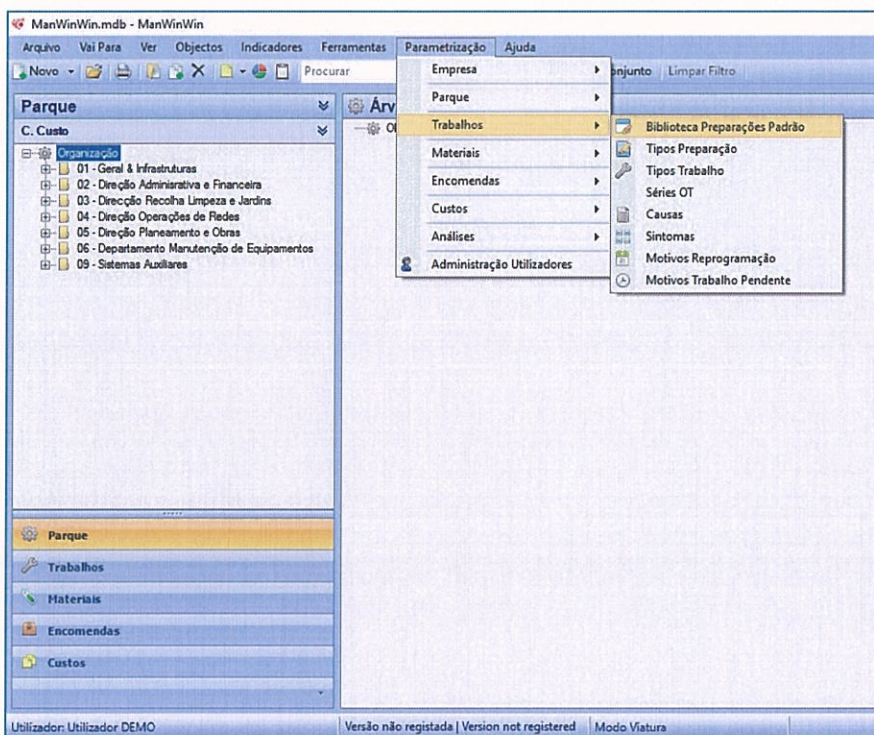 ManWinWin.mdb - ManWinWin
Arquivo Vai Para Ver Objectos Indicadores Ferramentas Parametrização Ajuda
Novo Procurar onjunto Limpar Filtro
Parque
C. Custo
Organização
01 - Geral & Infrastruturas
02 - Direção Adminisrativa e Financeira
03 - Direcção Recolha Limpeza e Jardins
04 - Direção Operações de Redes
05 - Direção Planeamento e Obras
06 - Departamento Manutenção de Equipamentos
09 - Sistemas Auxiliares
Árv
Empresa
Parque
Trabalhos
Materiais
Encomendas
Custos
Análises
Administração Utilizadores
Biblioteca Preparações Padrão
Tipos Preparação
Tipos Trabalho
Séries OT
Causas
Sintomas
Motivos Reprogramação
Motivos Trabalho Pendente
Parque
Trabalhos
Materiais
Encomendas
Custos
Utilizador: Utilizador DEMO Versão não registada | Version not registered Modo Viatura